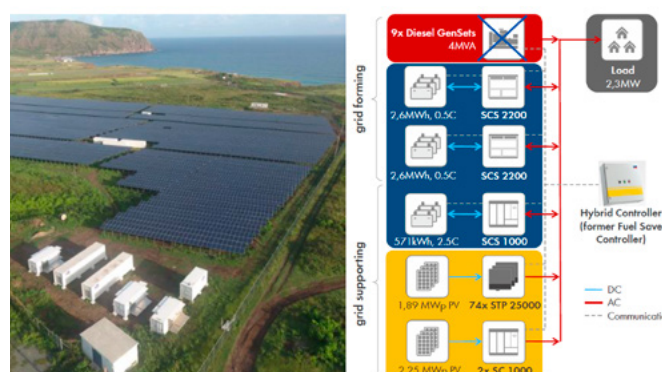 9x Diesel GenSets
4MVA
Load
2,3MW
grid forming
2,6MWh, 0.5C
SCS 2200
2,6MWh, 0.5C
SCS 2200
571kWh, 2.5C
SCS 1000
Hybrid Controller
(former Fuel Save
Controller)
grid supporting
1,89 MWp PV
74x STP 25000
2,25 MWp PV
2x SC 1000
DC
AC
Communicati